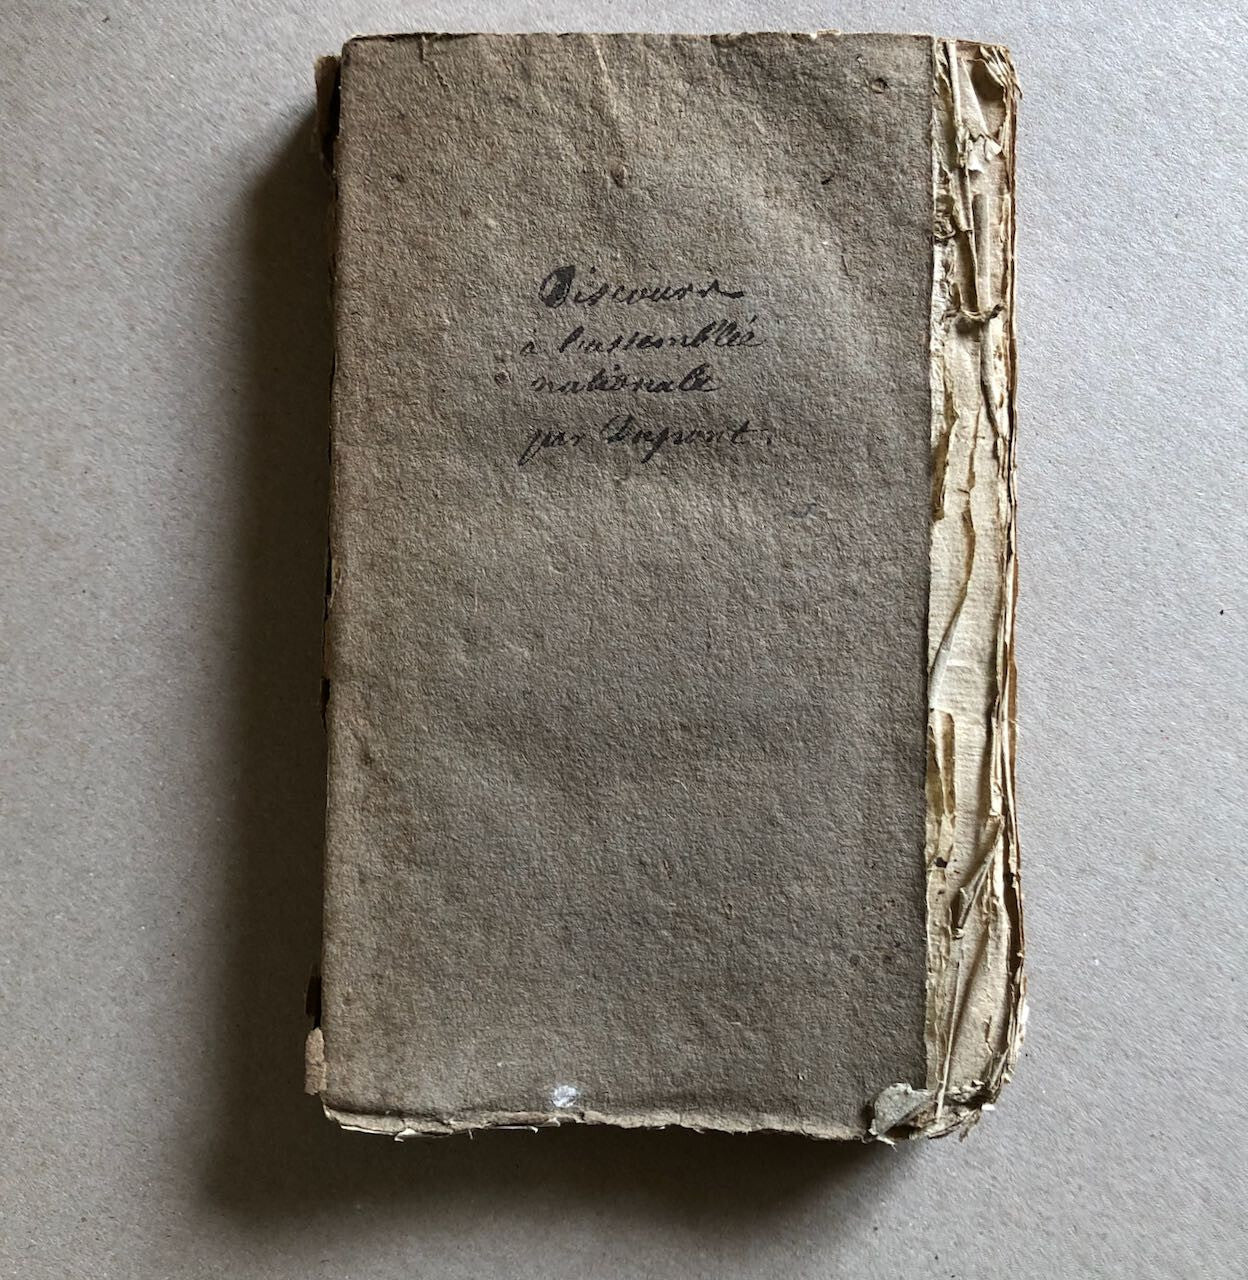 Discours
à l'assemblée
nationale
par Dupont.